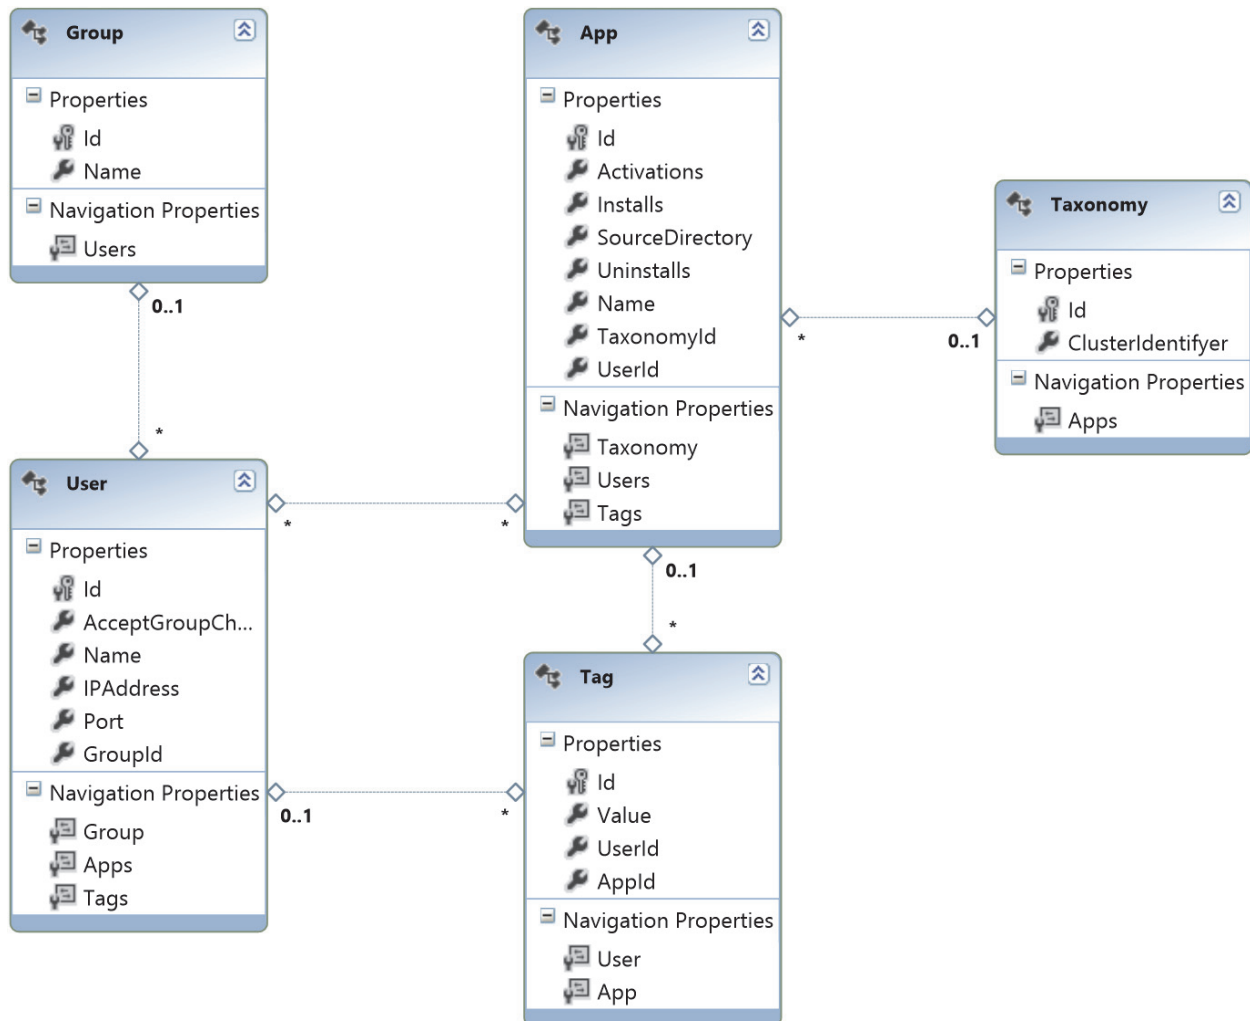 Group
Properties
Id
Name
Navigation Properties
Users
0..1
*
User
Properties
Id
AcceptGroupCh...
Name
IPAddress
Port
GroupId
Navigation Properties
Group
Apps
Tags
*
*
0..1
*
App
Properties
Id
Activations
Installs
SourceDirectory
Uninstalls
Name
TaxonomyId
UserId
Navigation Properties
Taxonomy
Users
Tags
0..1
*
Tag
Properties
Id
Value
UserId
AppId
Navigation Properties
User
App
*
0..1
Taxonomy
Properties
Id
ClusterIdentifyer
Navigation Properties
Apps